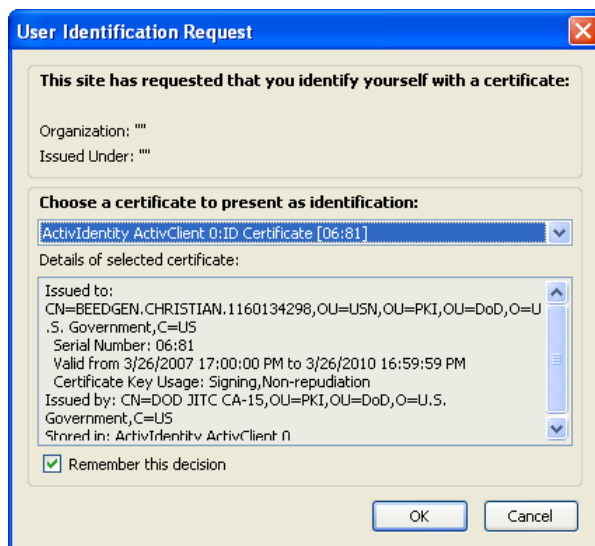 User Identification Request
This site has requested that you identify yourself with a certificate:
Organization: ""
Issued Under: ""
Choose a certificate to present as identification:
ActivIdentity ActivClient 0:ID Certificate [06:81]
Details of selected certificate:
Issued to:
CN=BEEDGEN.CHRISTIAN.1160134298,OU=USN,OU=PKI,OU=DoD,O=U
.S. Government,C=US
Serial Number: 06:81
Valid from 3/26/2007 17:00:00 PM to 3/26/2010 16:59:59 PM
Certificate Key Usage: Signing,Non-repudiation
Issued by: CN=DOD JITC CA-15,OU=PKI,OU=DoD,O=U.S.
Government,C=US
Stored in: ActivIdentity ActivClient 0
Remember this decision
OK
Cancel